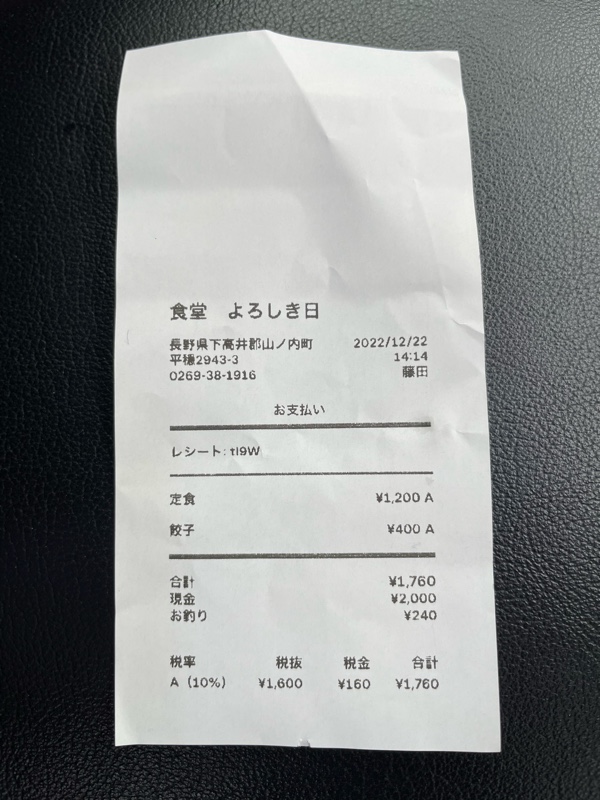 食堂 よろしき日
長野県下高井郡山ノ内町 2022/12/22
平穏2943-3 14:14
0269-38-1916 藤田
お支払い
レシート: tI9W
定食 ¥1,200 A
餃子 ¥400 A
合計 ¥1,760
現金 ¥2,000
お釣り ¥240
税率 税抜 税金 合計
A (10%) ¥1,600 ¥160 ¥1,760